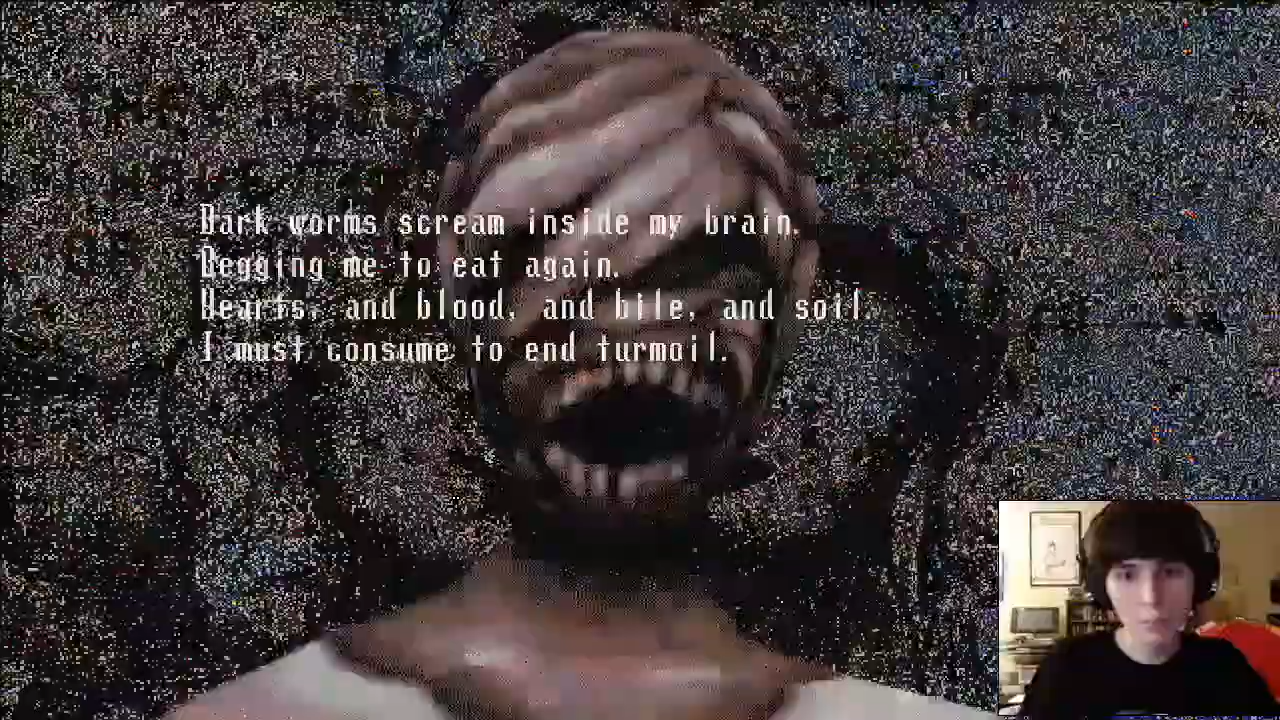 Dark worms scream inside my brain.
Begging me to eat again.
Hearts, and blood, and bile, and soil.
I must consume to end turmoil.